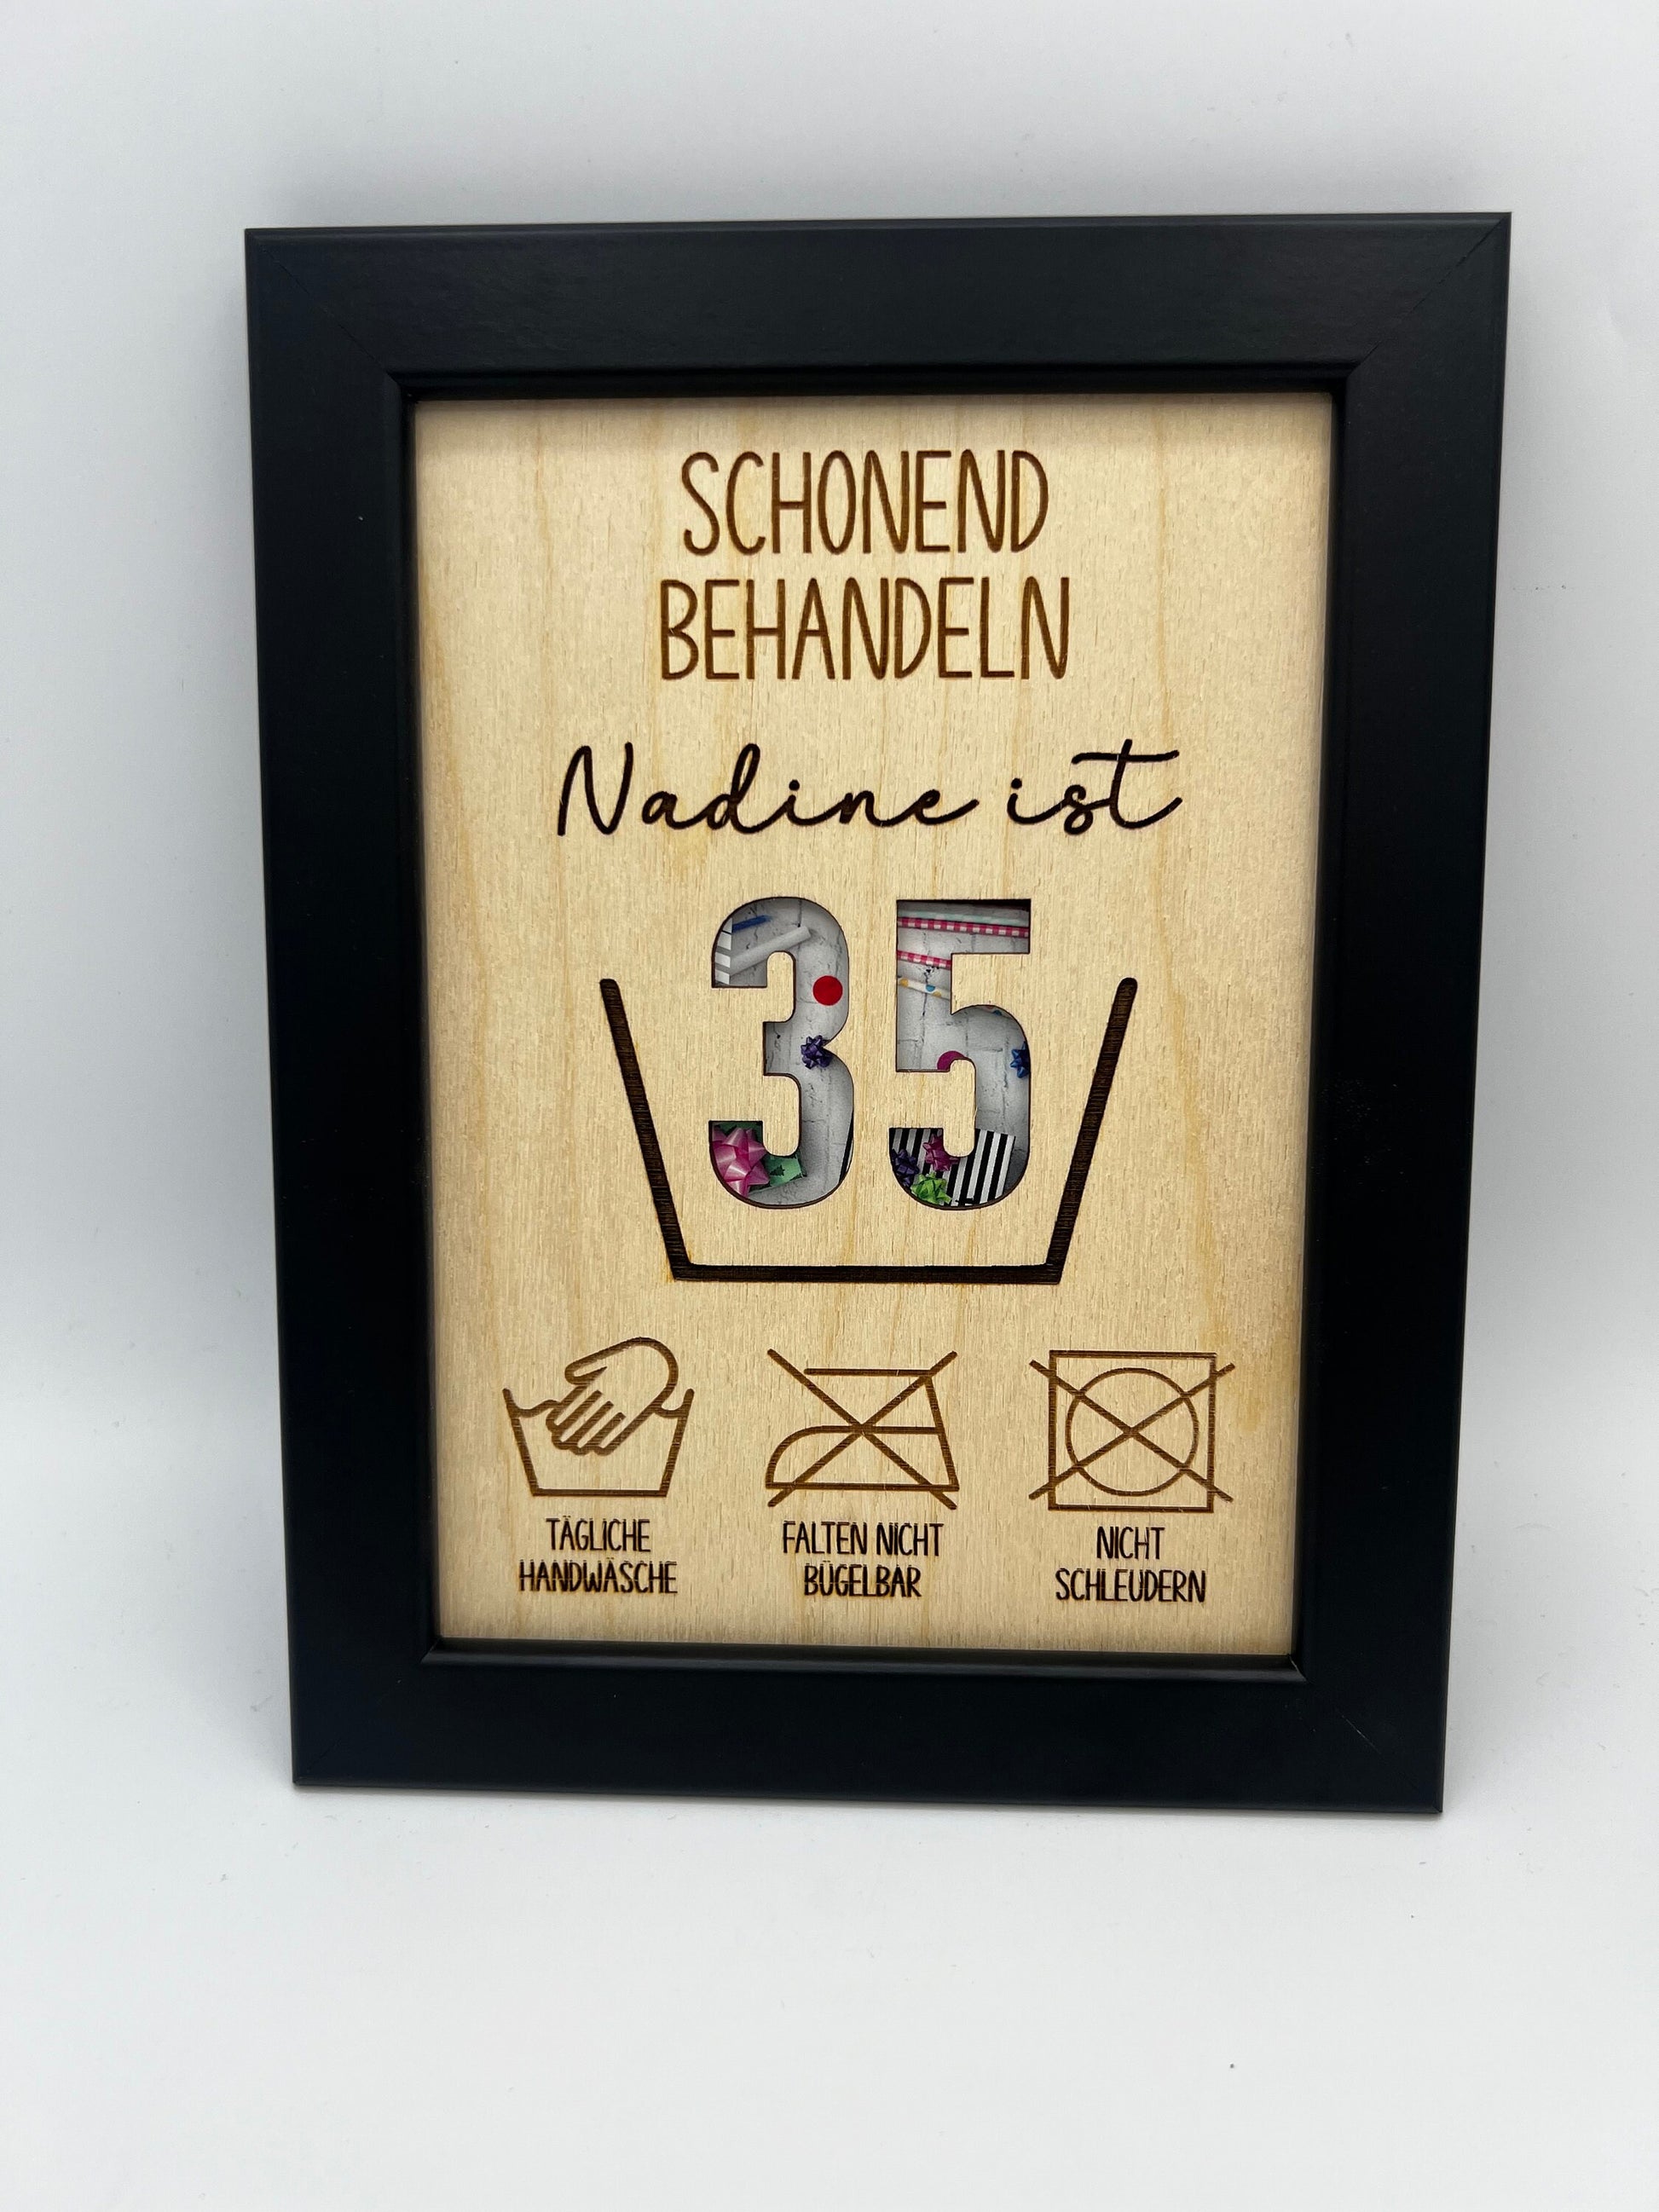 SCHONEND
BEHANDELN
Nadine ist
35
TÄGLICHE
HANDWÄSCHE
FALTEN NICHT
BÜGELBAR
NICHT
SCHLEUDERN